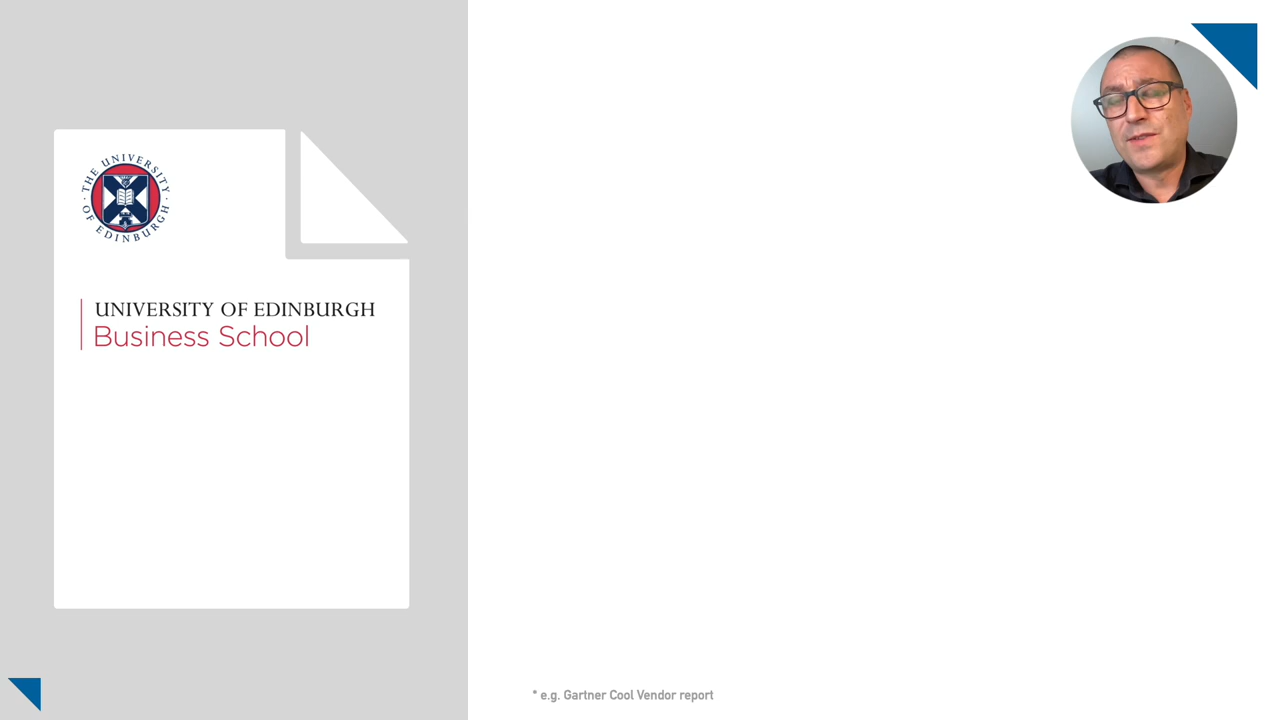 THE UNIVERSITY OF EDINBURGH
UNIVERSITY OF EDINBURGH
Business School
* e.g. Gartner Cool Vendor report